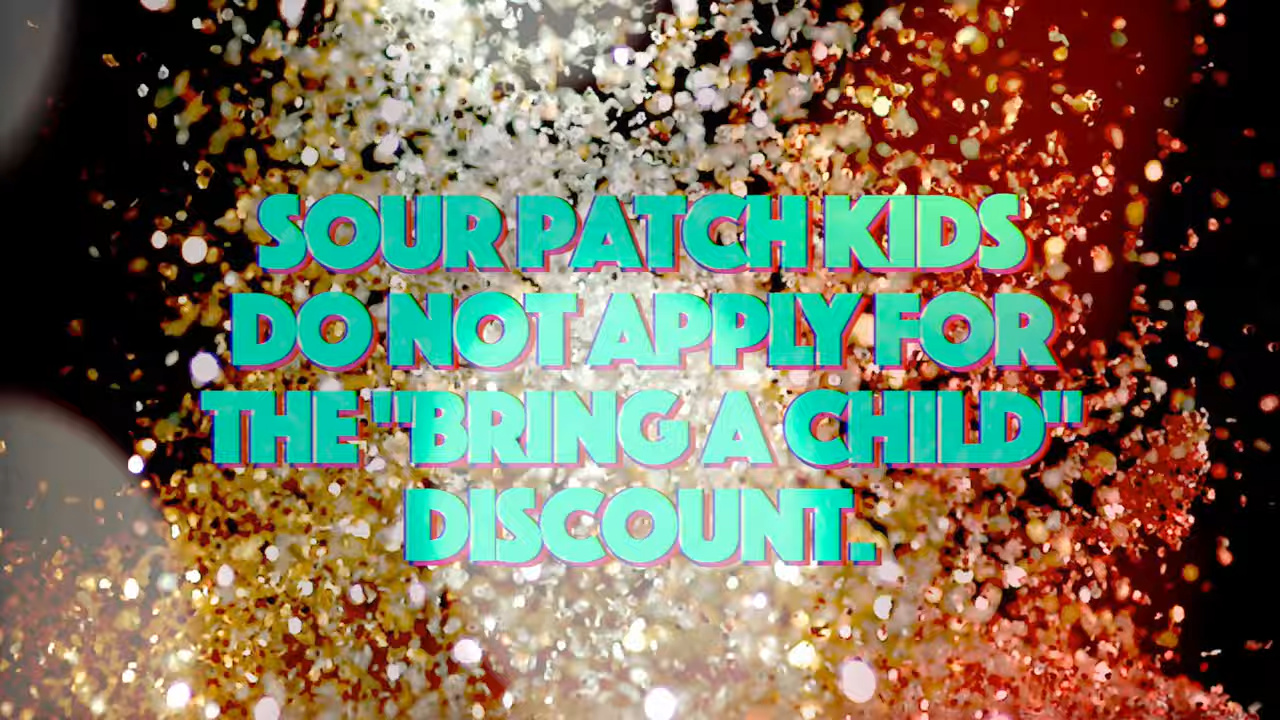 SOUR PATCH KIDS
DO NOT APPLY FOR
THE "BRING A CHILD"
DISCOUNT.